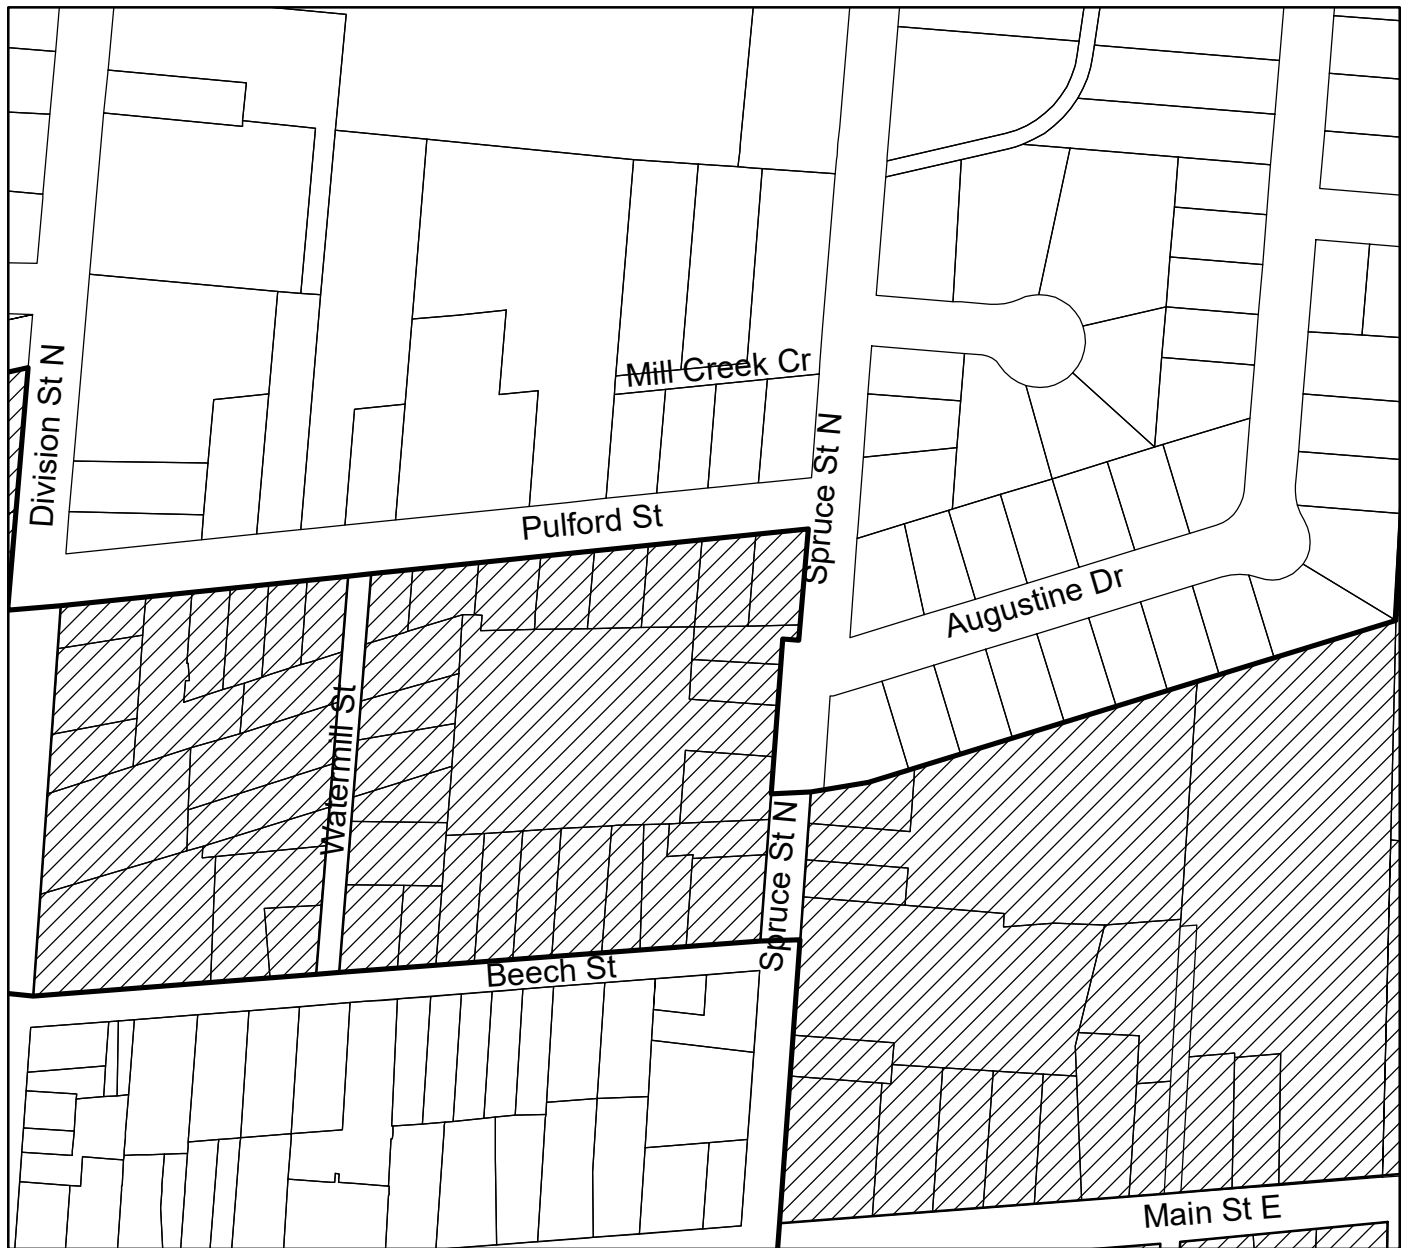 Mill Creek Cr
Division St N
Spruce St N
Pulford St
Augustine Dr
Watermill St
Spruce St N
Beech St
Main St E